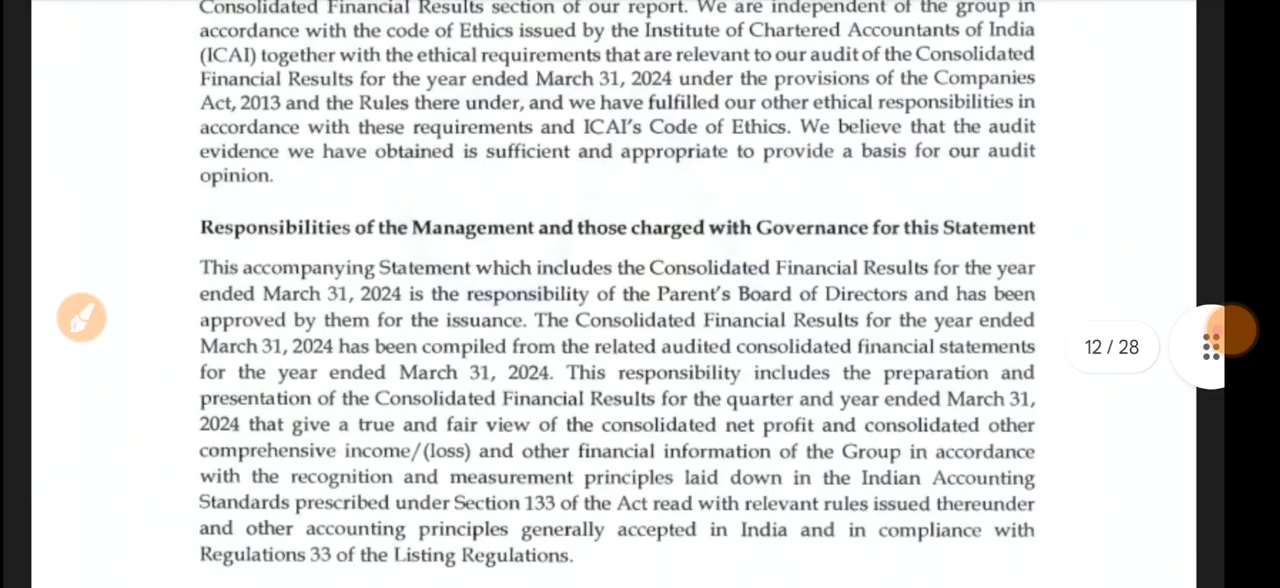 Consolidated Financial Results section of our report. We are independent of the group in
accordance with the code of Ethics issued by the Institute of Chartered Accountants of India
(ICAI) together with the ethical requirements that are relevant to our audit of the Consolidated
Financial Results for the year ended March 31, 2024 under the provisions of the Companies
Act, 2013 and the Rules there under, and we have fulfilled our other ethical responsibilities in
accordance with these requirements and ICAI's Code of Ethics. We believe that the audit
evidence we have obtained is sufficient and appropriate to provide a basis for our audit
opinion.
Responsibilities of the Management and those charged with Governance for this Statement
This accompanying Statement which includes the Consolidated Financial Results for the year
ended March 31, 2024 is the responsibility of the Parent's Board of Directors and has been
approved by them for the issuance. The Consolidated Financial Results for the year ended
March 31, 2024 has been compiled from the related audited consolidated financial statements
for the year ended March 31, 2024. This responsibility includes the preparation and
presentation of the Consolidated Financial Results for the quarter and year ended March 31,
2024 that give a true and fair view of the consolidated net profit and consolidated other
comprehensive income/(loss) and other financial information of the Group in accordance
with the recognition and measurement principles laid down in the Indian Accounting
Standards prescribed under Section 133 of the Act read with relevant rules issued thereunder
and other accounting principles generally accepted in India and in compliance with
Regulations 33 of the Listing Regulations.
12 / 28